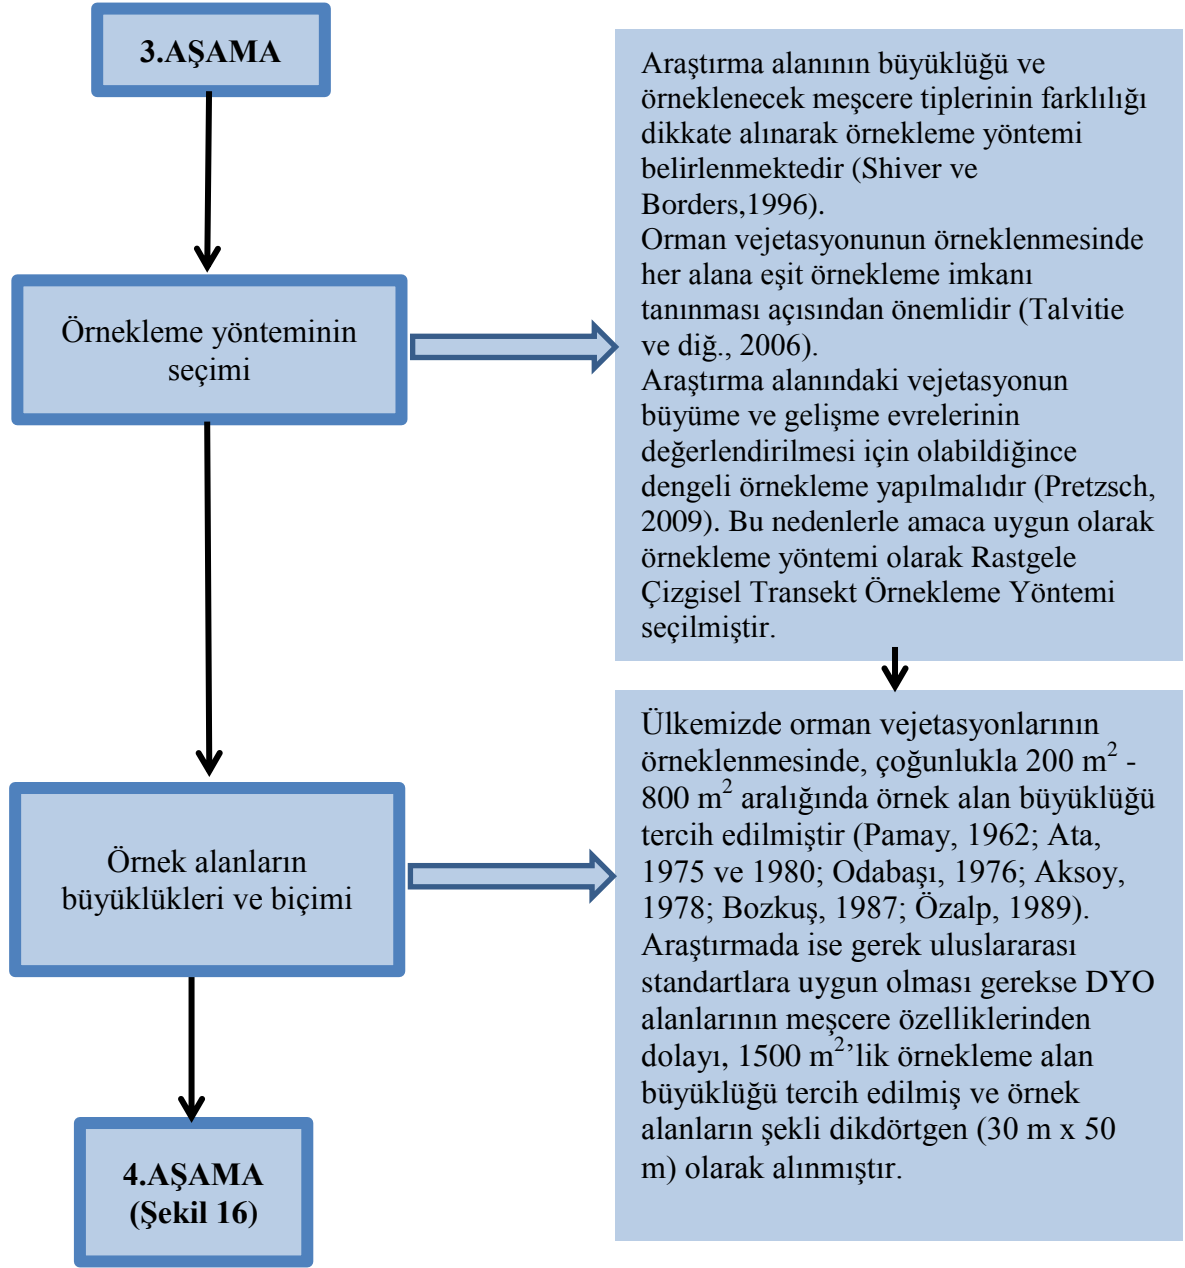 3.AŞAMA
Örnekleme yönteminin
seçimi
Araştırma alanının büyüklüğü ve
örneklenecek meşcere tiplerinin farklılığı
dikkate alınarak örnekleme yöntemi
belirlenmektedir (Shiver ve
Borders,1996).
Orman vejetasyonunun örneklenmesinde
her alana eşit örnekleme imkanı
tanınması açısından önemlidir (Talvitie
ve diğ., 2006).
Araştırma alanındaki vejetasyonun
büyüme ve gelişme evrelerinin
değerlendirilmesi için olabildiğince
dengeli örnekleme yapılmalıdır (Pretzsch,
2009). Bu nedenlerle amaca uygun olarak
örnekleme yöntemi olarak Rastgele
Çizgisel Transekt Örnekleme Yöntemi
seçilmiştir.
Örnek alanların
büyüklükleri ve biçimi
Ülkemizde orman vejetasyonlarının
örneklenmesinde, çoğunlukla 200 m² -
800 m² aralığında örnek alan büyüklüğü
tercih edilmiştir (Pamay, 1962; Ata,
1975 ve 1980; Odabaşı, 1976; Aksoy,
1978; Bozkuş, 1987; Özalp, 1989).
Araştırmada ise gerek uluslararası
standartlara uygun olması gerekse DYO
alanlarının meşcere özelliklerinden
dolayı, 1500 m²’lik örnekleme alan
büyüklüğü tercih edilmiş ve örnek
alanların şekli dikdörtgen (30 m x 50
m) olarak alınmıştır.
4.AŞAMA
(Şekil 16)